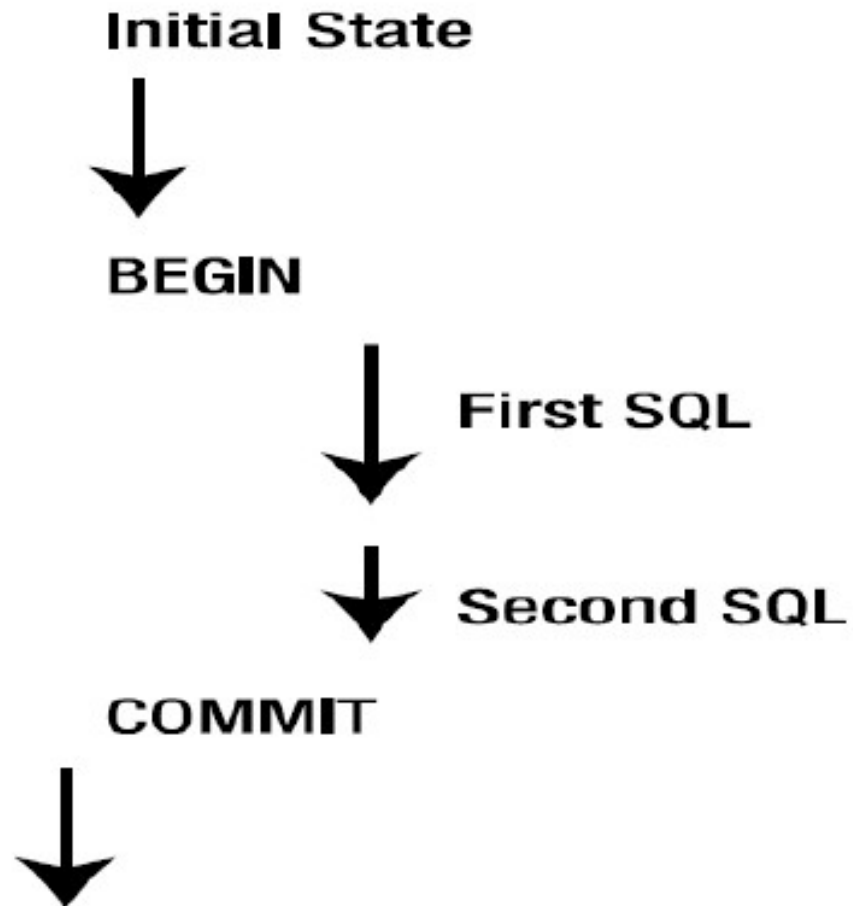 Initial State
BEGIN
First SQL
Second SQL
COMMIT